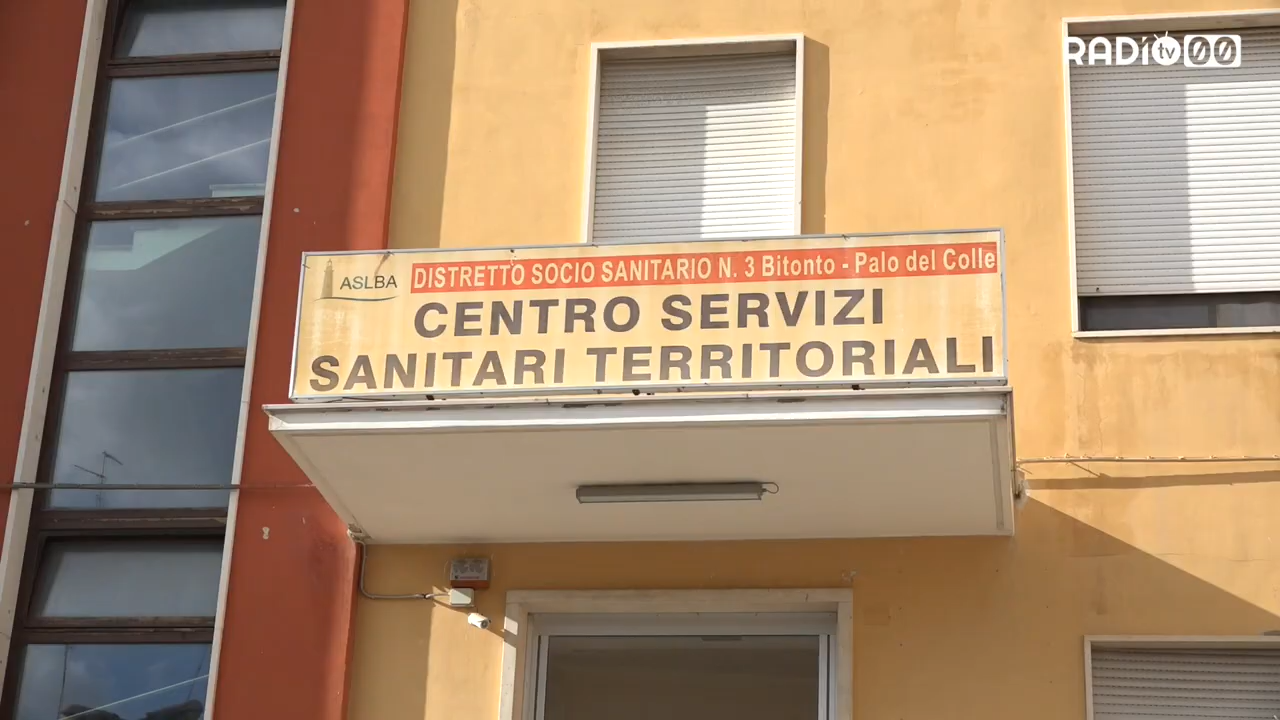 RADIO tv 00
ASLBA
DISTRETTO SOCIO SANITARIO N. 3 Bitonto - Palo del Colle
CENTRO SERVIZI
SANITARI TERRITORIALI